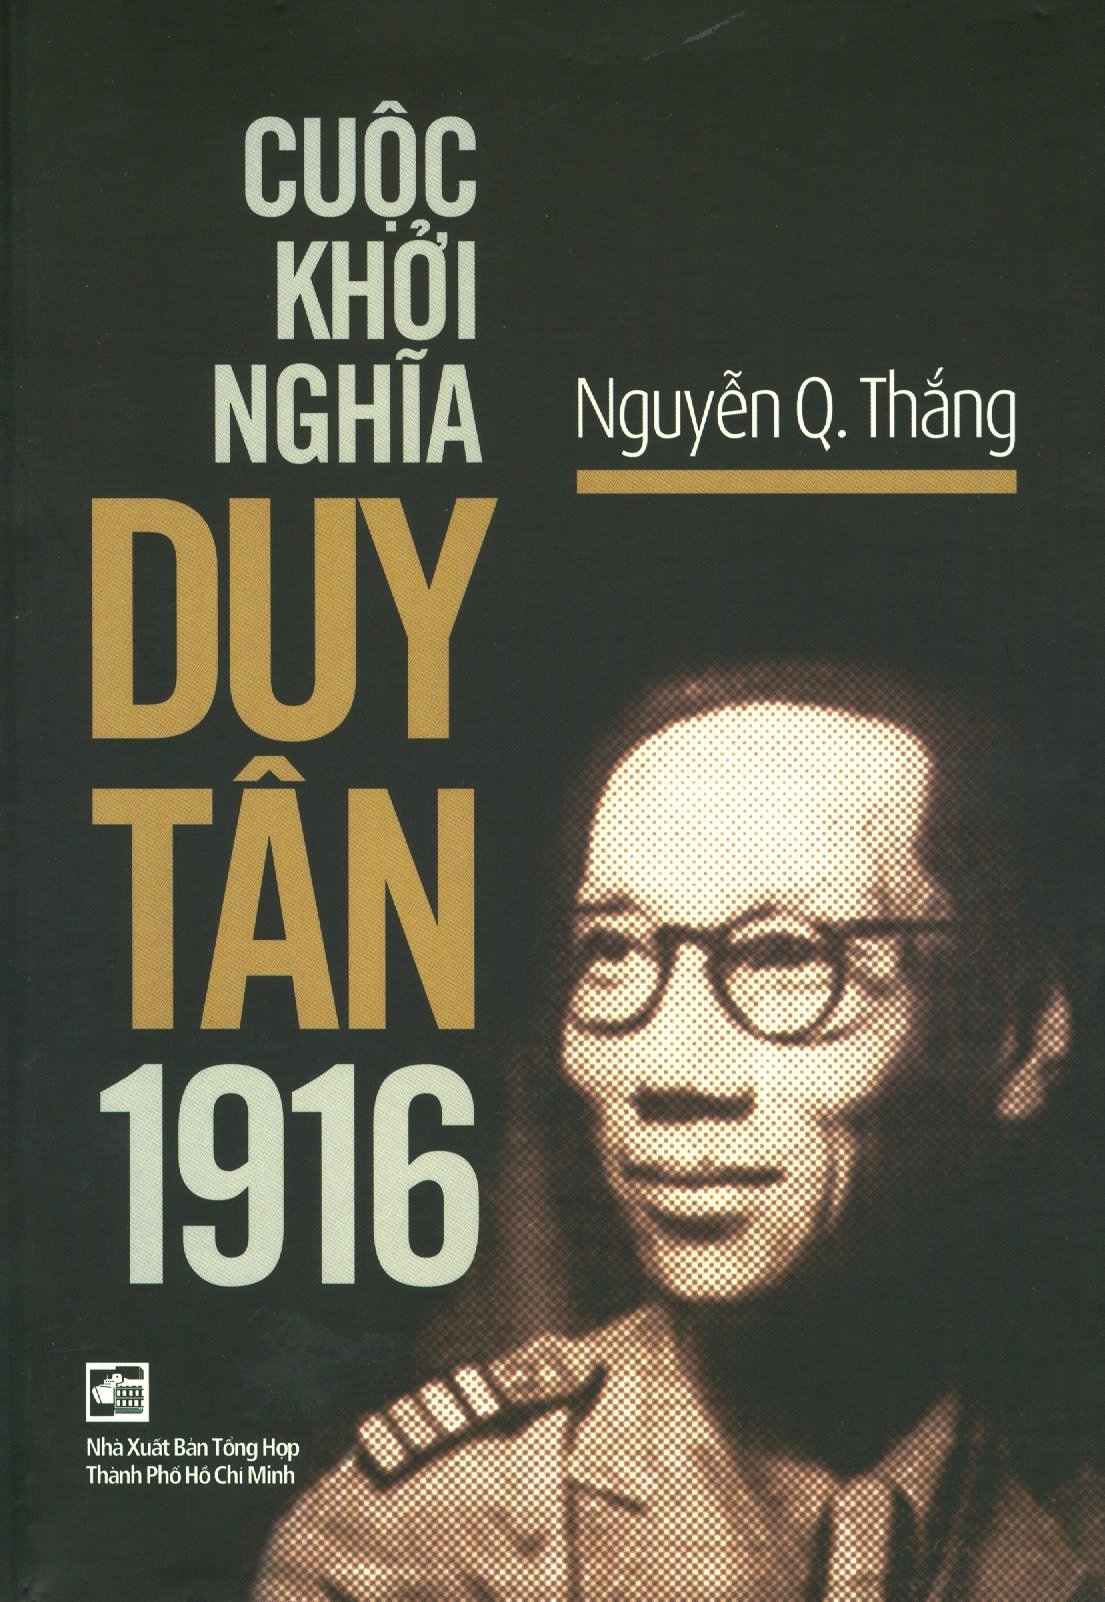 CUỘC
KHỞI
NGHĨA
DUY
TÂN
1916
Nguyễn Q. Thắng
Nhà Xuất Bản Tổng Hợp
Thành Phố Hồ Chí Minh